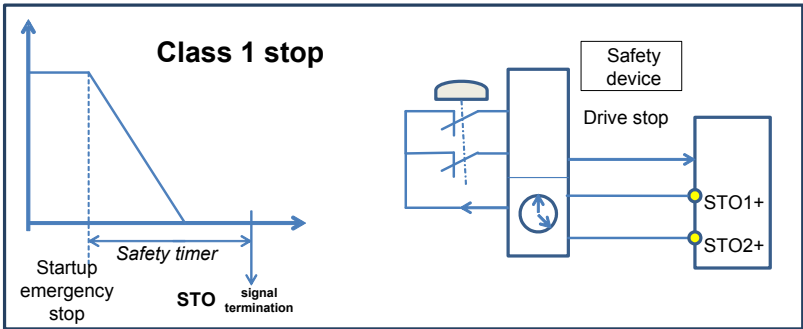 Class 1 stop
Safety timer
Startup
emergency
stop
STO
signal
termination
Safety
device
Drive stop
STO1+
STO2+